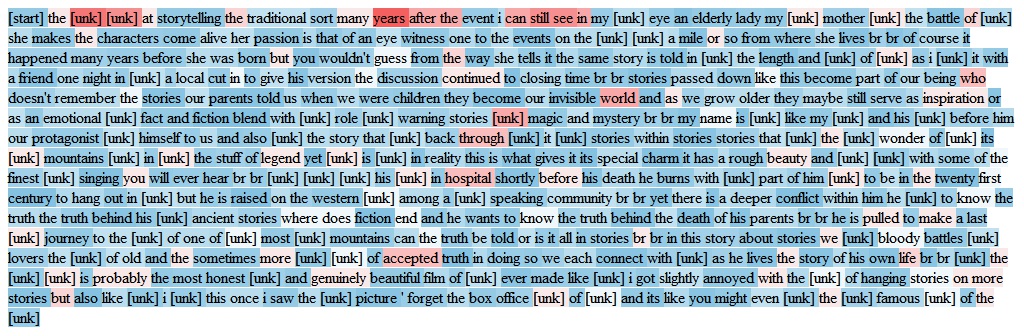 [start] the [unk] [unk] at storytelling the traditional sort many years after the event i can still see in my [unk] eye an elderly lady my [unk] mother [unk] the battle of [unk]
she makes the characters come alive her passion is that of an eye witness one to the events on the [unk] [unk] a mile or so from where she lives br br of course it
happened many years before she was born but you wouldn't guess from the way she tells it the same story is told in [unk] the length and [unk] of [unk] as i [unk] it with
a friend one night in [unk] a local cut in to give his version the discussion continued to closing time br br stories passed down like this become part of our being who
doesn't remember the stories our parents told us when we were children they become our invisible world and as we grow older they maybe still serve as inspiration or
as an emotional [unk] fact and fiction blend with [unk] role [unk] warning stories [unk] magic and mystery br br my name is [unk] like my [unk] and his [unk] before him
our protagonist [unk] himself to us and also [unk] the story that [unk] back through [unk] it [unk] stories within stories stories that [unk] the [unk] wonder of [unk] its
[unk] mountains [unk] in [unk] the stuff of legend yet [unk] is [unk] in reality this is what gives it its special charm it has a rough beauty and [unk] [unk] with some of the
finest [unk] singing you will ever hear br br [unk] [unk] [unk] his [unk] in hospital shortly before his death he burns with [unk] part of him [unk] to be in the twenty first
century to hang out in [unk] but he is raised on the western [unk] among a [unk] speaking community br br yet there is a deeper conflict within him he [unk] to know the
truth the truth behind his [unk] ancient stories where does fiction end and he wants to know the truth behind the death of his parents br br he is pulled to make a last
[unk] journey to the [unk] of one of [unk] most [unk] mountains can the truth be told or is it all in stories br br in this story about stories we [unk] bloody battles [unk]
lovers the [unk] of old and the sometimes more [unk] [unk] of accepted truth in doing so we each connect with [unk] as he lives the story of his own life br br [unk] the
[unk] [unk] is probably the most honest [unk] and genuinely beautiful film of [unk] ever made like [unk] i got slightly annoyed with the [unk] of hanging stories on more
stories but also like [unk] i [unk] this once i saw the [unk] picture ' forget the box office [unk] of [unk] and its like you might even [unk] the [unk] famous [unk] of the
[unk]